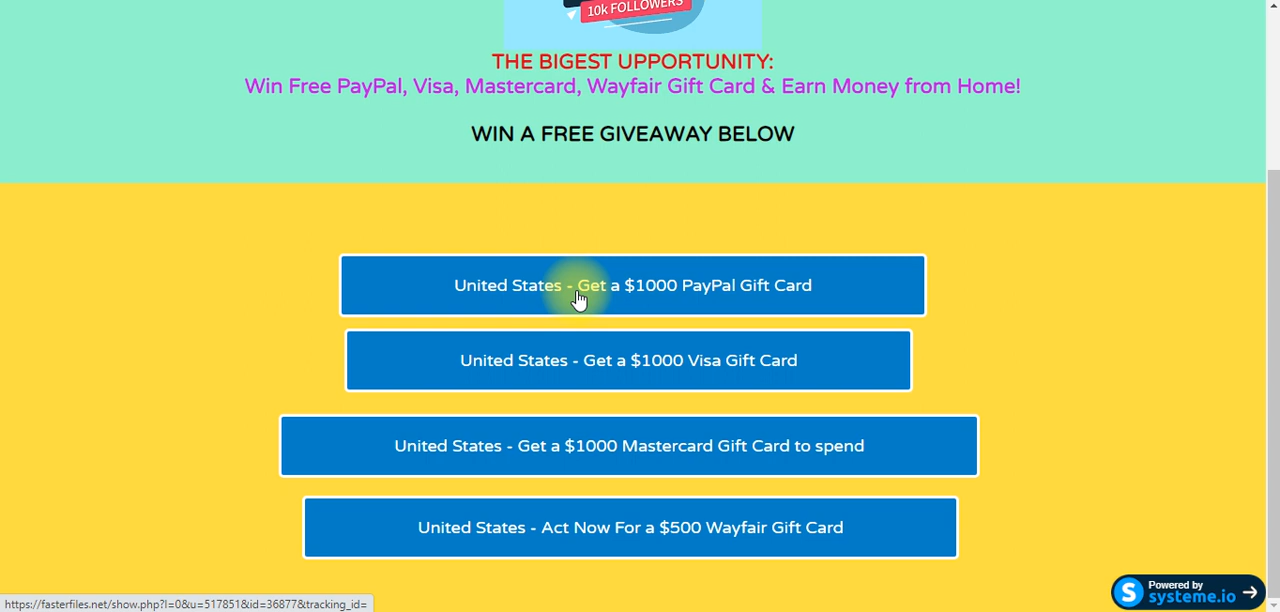 10k FOLLOWERS
THE BIGEST UPPORTUNITY:
Win Free PayPal, Visa, Mastercard, Wayfair Gift Card & Earn Money from Home!
WIN A FREE GIVEAWAY BELOW
United States - Get a $1000 PayPal Gift Card
United States - Get a $1000 Visa Gift Card
United States - Get a $1000 Mastercard Gift Card to spend
United States - Act Now For a $500 Wayfair Gift Card
Powered by
S systeme.io
https://fasterfiles.net/show.php?l=0&u=517851&id=36877&tracking_id=